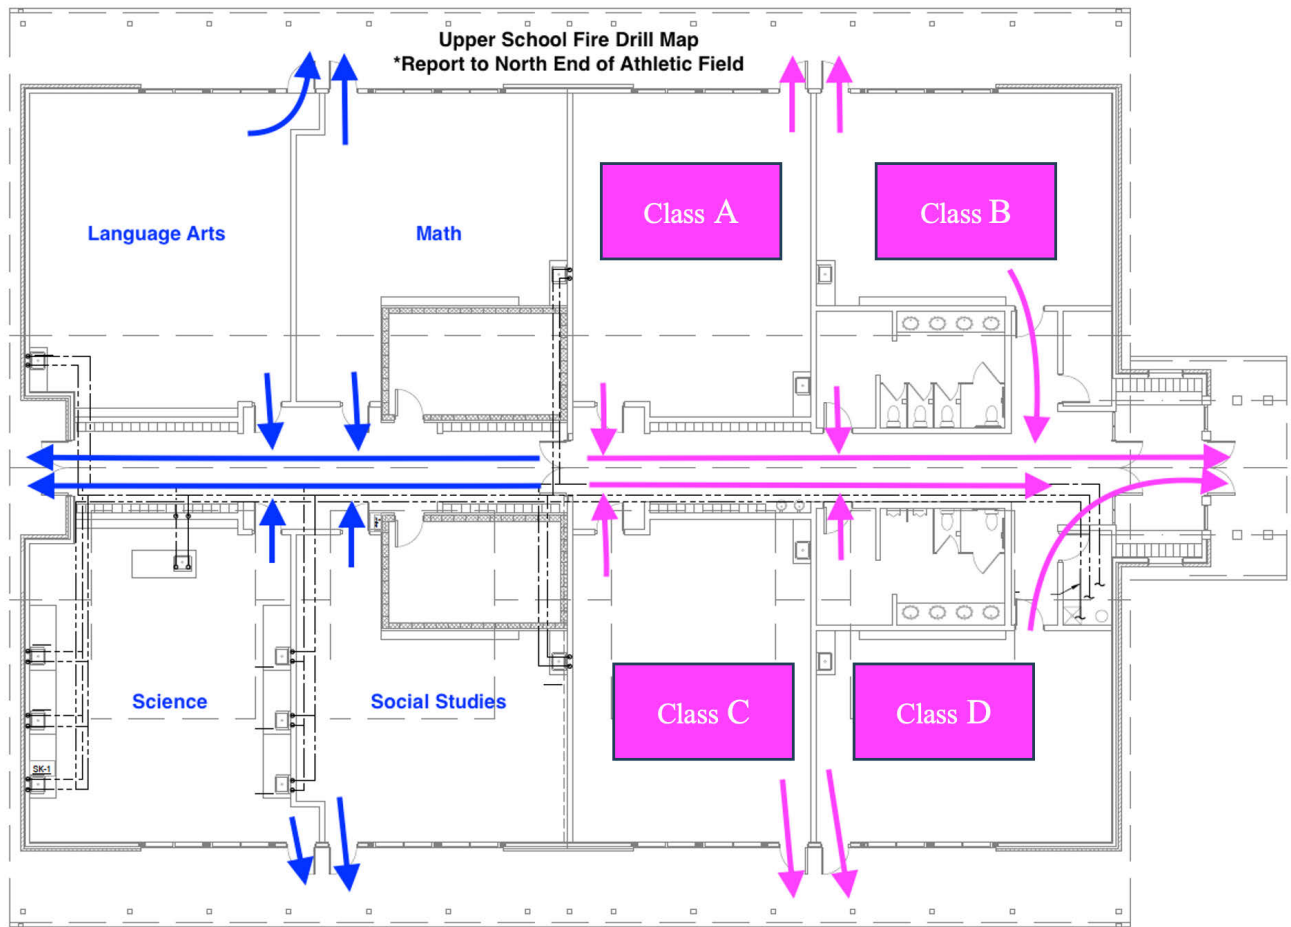 Upper School Fire Drill Map
*Report to North End of Athletic Field
Class A
Class B
Language Arts
Math
Science
Social Studies
Class C
Class D
SK-1